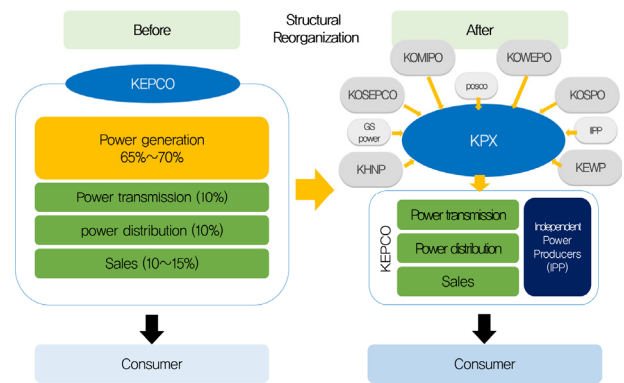 Before
Structural
Reorganization
After
KEPCO
Power generation
65%～70%
Power transmission (10%)
power distribution (10%)
Sales (10～15%)
Consumer
KOMIPO
KOWEPO
posco
KOSEPCO
KOSPO
GS
power
IIPP
KPX
KHNP
KEWP
KEPCO
Power transmission
Power distribution
Sales
Independent
Power
Producers
(IPP)
Consumer